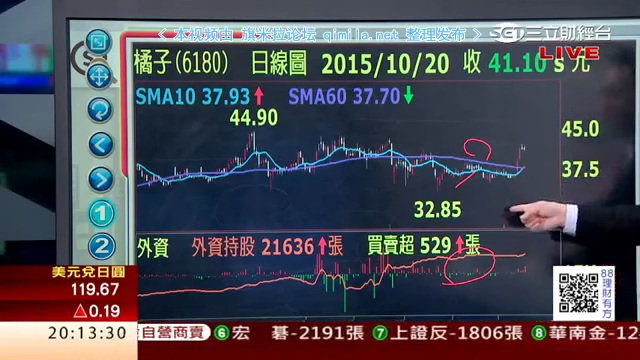 < 本视频由 旗米拉论坛 qimila.net 整理发布 >
SET 三立財經台
LIVE
橘子(6180) 日線圖 2015/10/20 收 41.10 s 元
SMA10 37.93 SMA60 37.70
44.90
45.0
37.5
32.85
1
2
外資 外資持股 21636 張 買賣超 529 張
88理財有方
美元兌日圓
119.67
△0.19
20:13:30
自營商賣 6 宏 碁-2191張 7 上證反-1806張 8 華南金-12